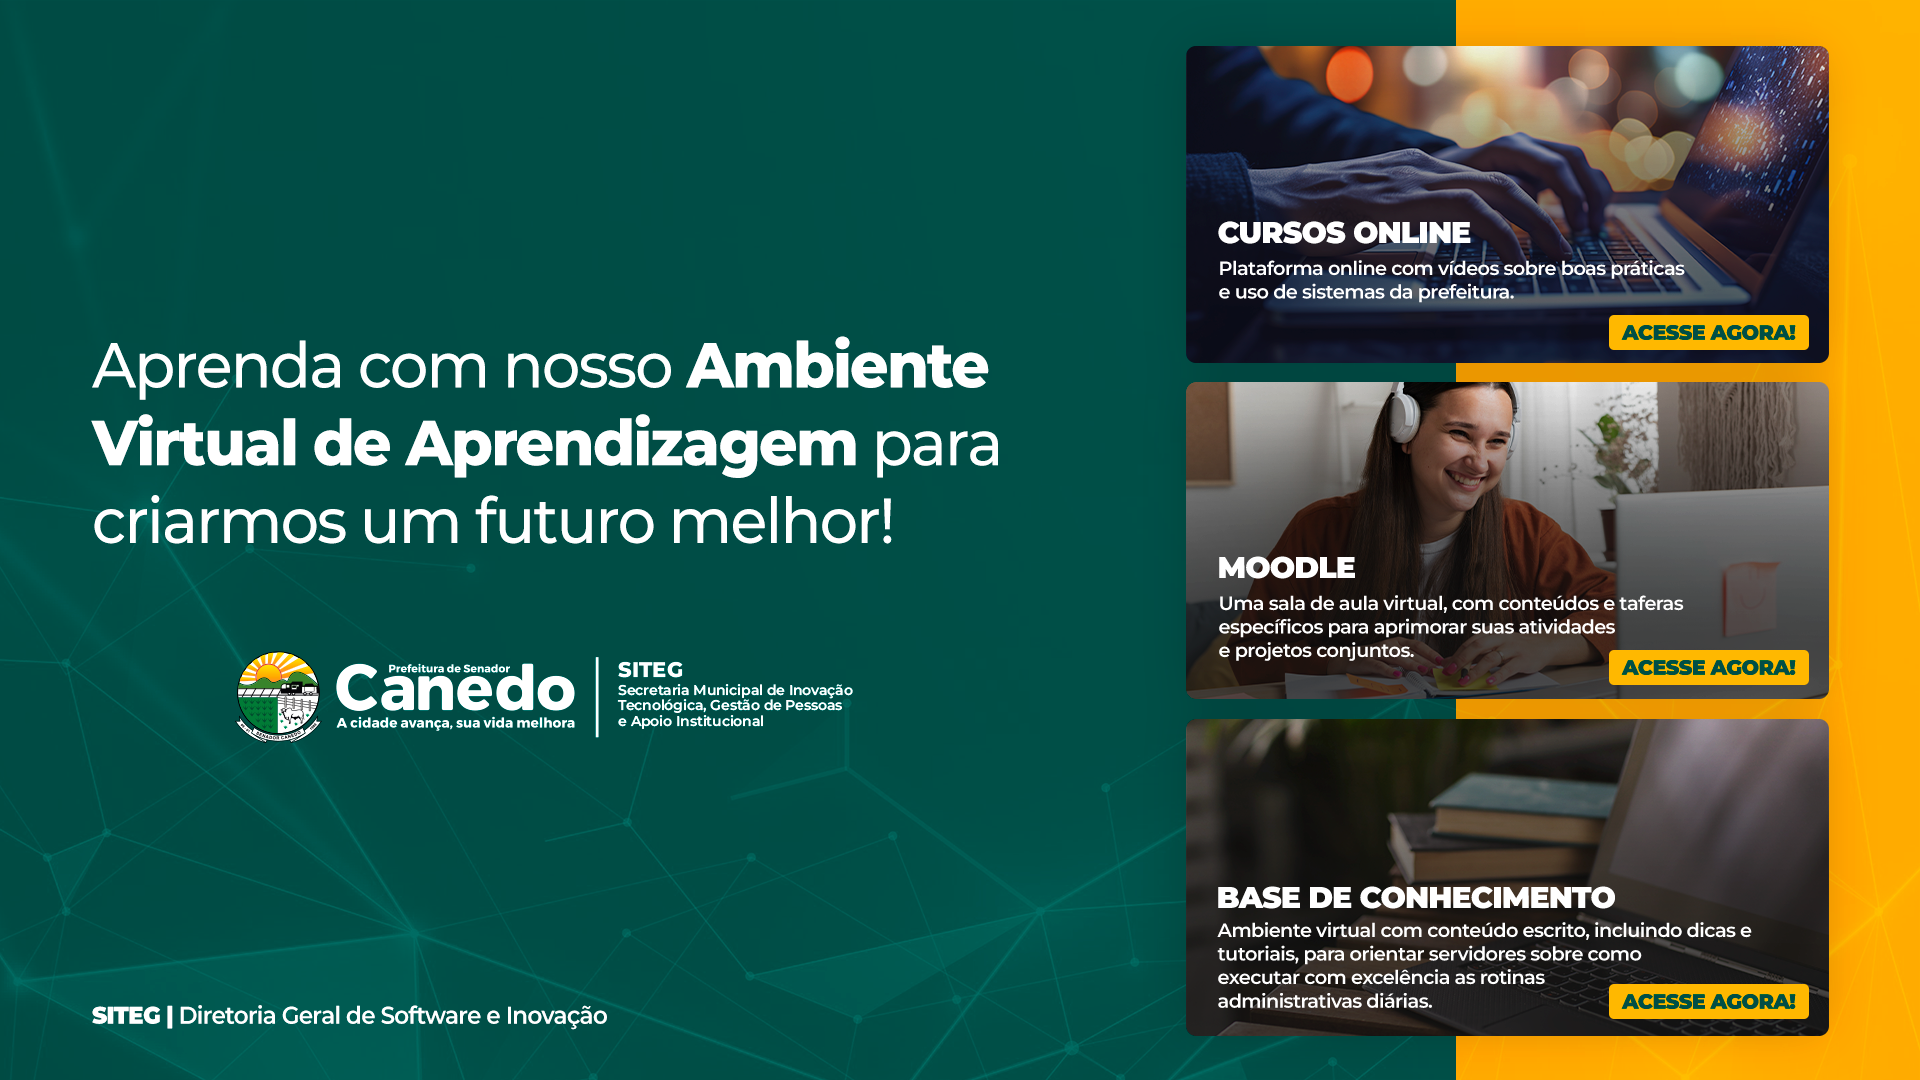 Aprenda com nosso Ambiente
Virtual de Aprendizagem para
criarmos um futuro melhor!
SENADOR CANEDO
Prefeitura de Senador
Canedo
A cidade avança, sua vida melhora
SITEG
Secretaria Municipal de Inovação
Tecnológica, Gestão de Pessoas
e Apoio Institucional
SITEG | Diretoria Geral de Software e Inovação
CURSOS ONLINE
Plataforma online com vídeos sobre boas práticas
e uso de sistemas da prefeitura.
ACESSE AGORA!
MOODLE
Uma sala de aula virtual, com conteúdos e taferas
específicos para aprimorar suas atividades
e projetos conjuntos.
ACESSE AGORA!
BASE DE CONHECIMENTO
Ambiente virtual com conteúdo escrito, incluindo dicas e
tutoriais, para orientar servidores sobre como
executar com excelência as rotinas
administrativas diárias.
ACESSE AGORA!